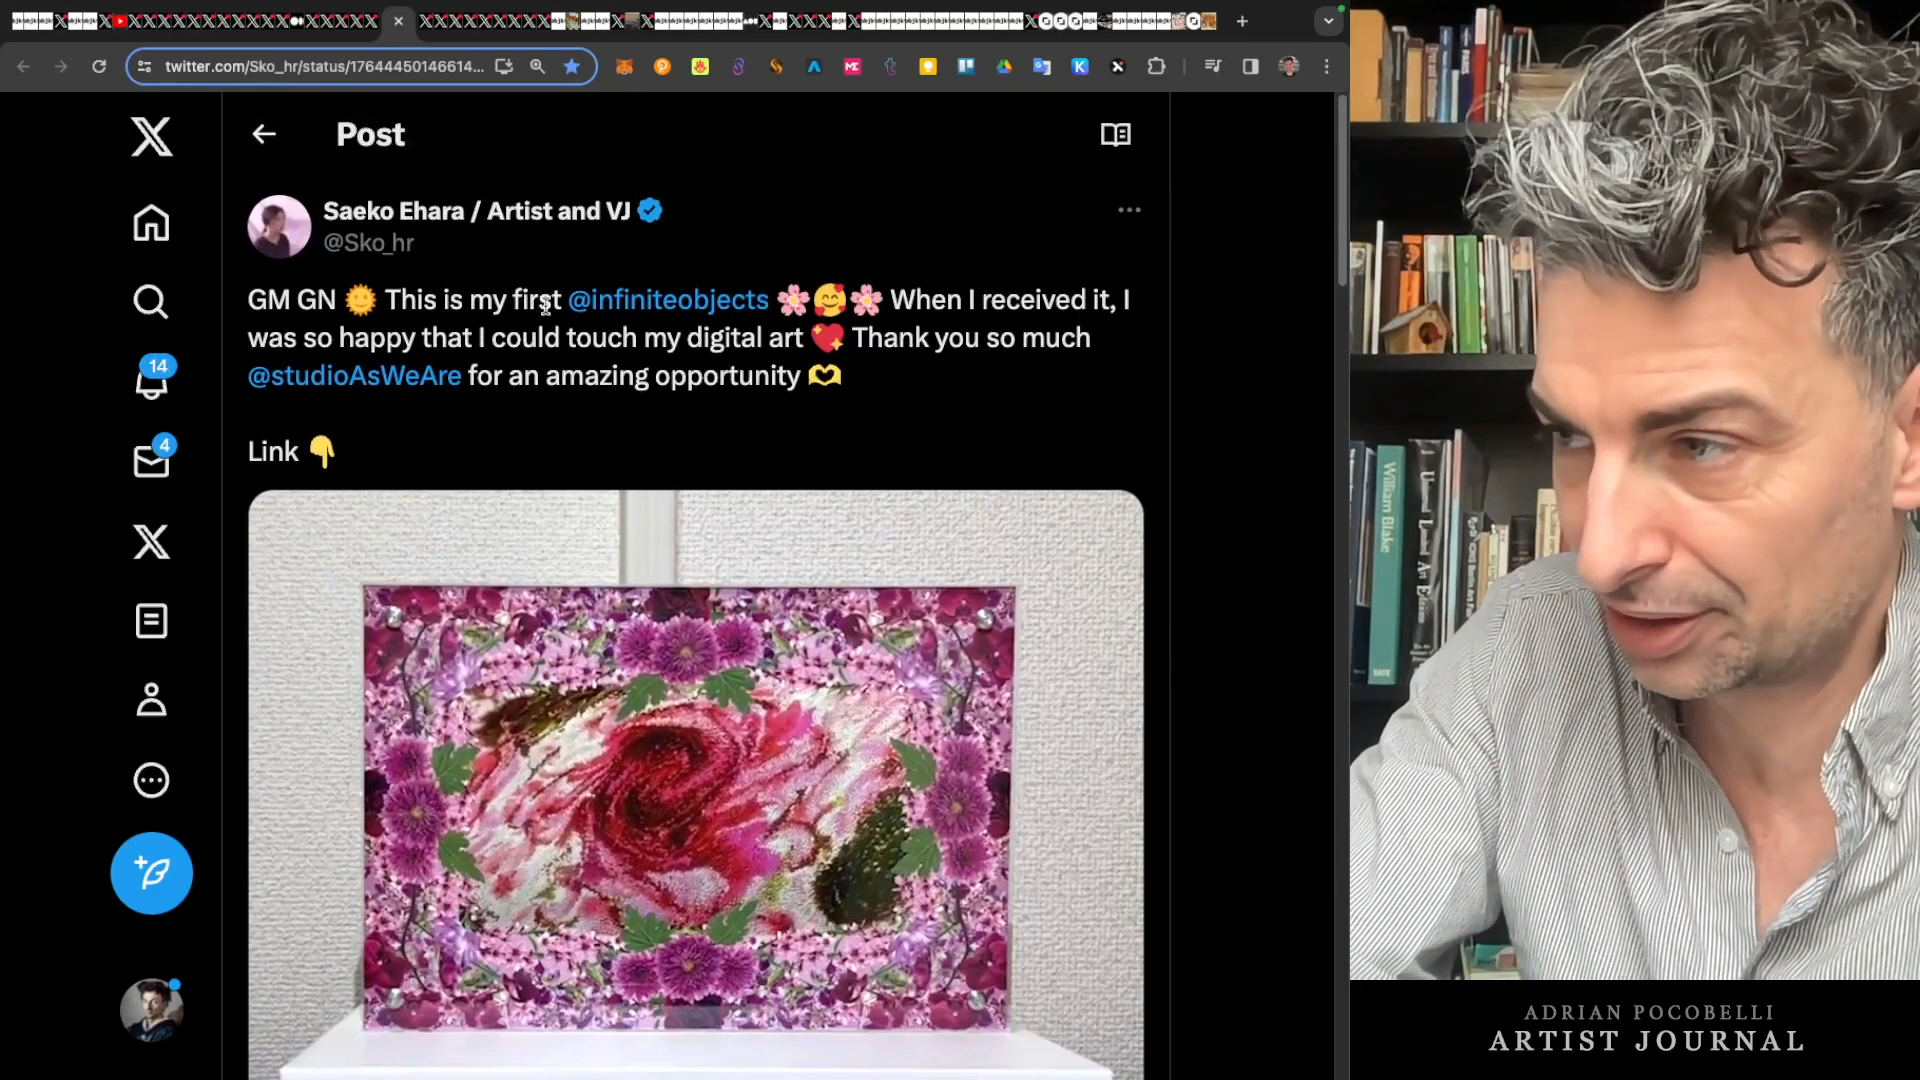 twitter.com/Sko_hr/status/17644450146614...
Post
Saeko Ehara / Artist and VJ
@Sko_hr
GM GN 🌞 This is my first @infiniteobjects 🌸🥰🌸 When I received it, I
was so happy that I could touch my digital art 💖 Thank you so much
@studioAsWeAre for an amazing opportunity 🫶
Link 👇
14
4
William Blake
TATE
ADRIAN POCOBELLI
ARTIST JOURNAL